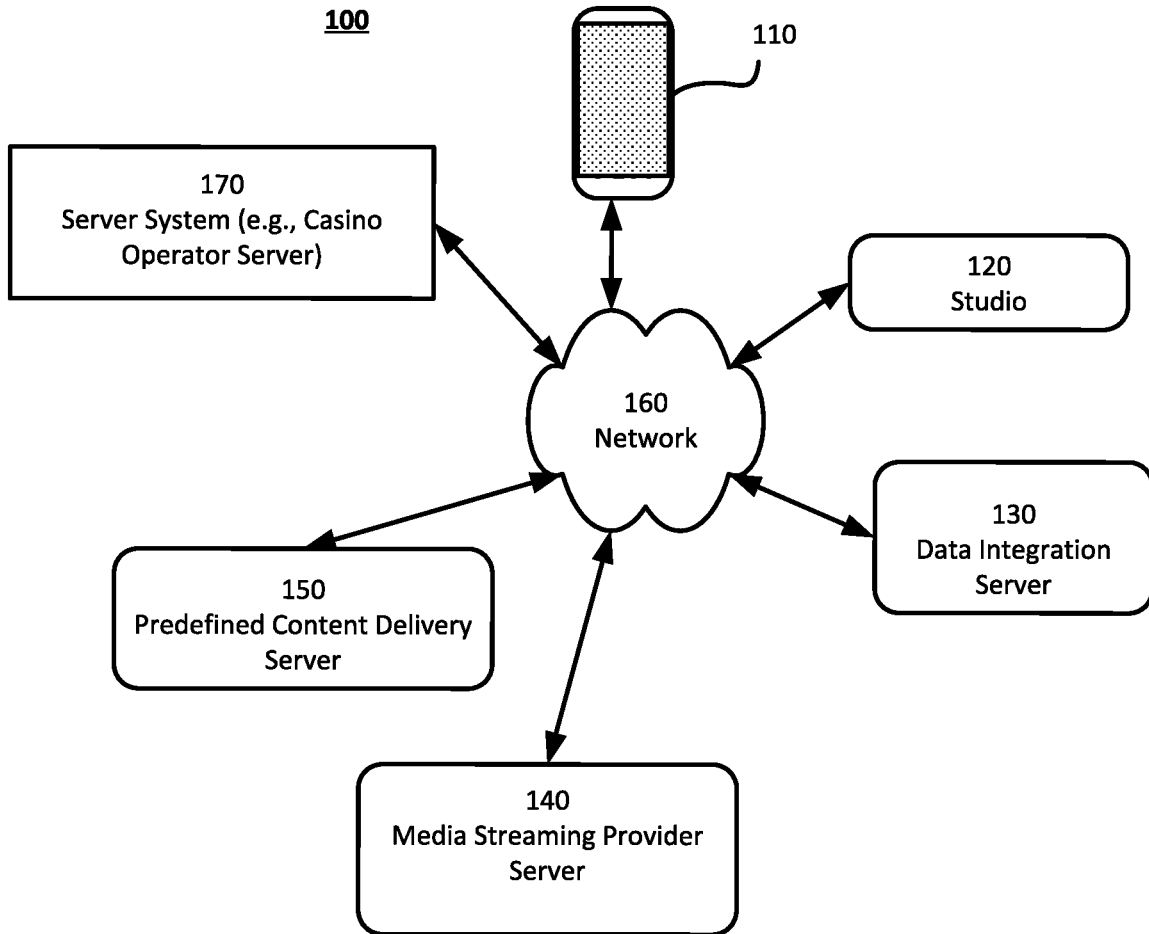 100
110
170
Server System (e.g., Casino
Operator Server)
120
Studio
160
Network
130
Data Integration
Server
150
Predefined Content Delivery
Server
140
Media Streaming Provider
Server